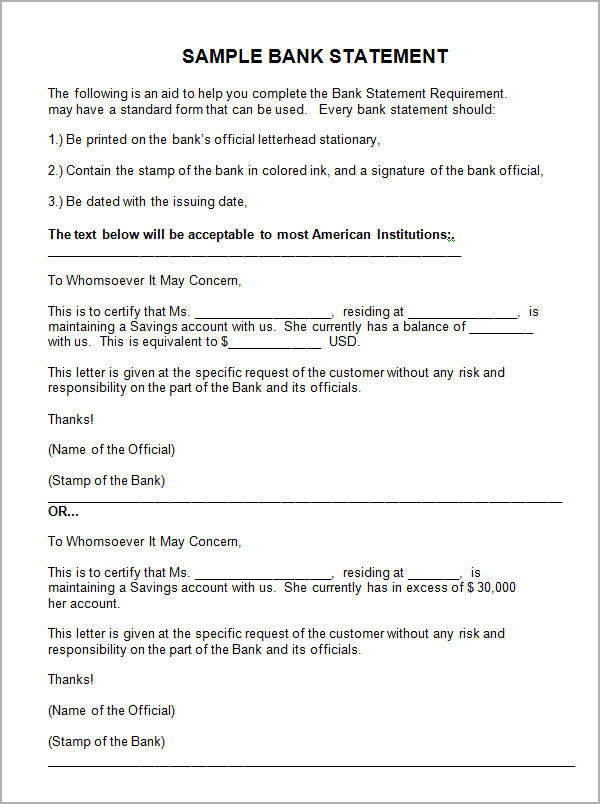 SAMPLE BANK STATEMENT
The following is an aid to help you complete the Bank Statement Requirement.
may have a standard form that can be used.   Every bank statement should:
1.) Be printed on the bank's official letterhead stationary,
2.) Contain the stamp of the bank in colored ink, and a signature of the bank official,
3.) Be dated with the issuing date,
The text below will be acceptable to most American Institutions:.
To Whomsoever It May Concern,
This is to certify that Ms. ____________________, residing at ________________, is
maintaining a Savings account with us.  She currently has a balance of _________
with us.  This is equivalent to $_____________ USD.
This letter is given at the specific request of the customer without any risk and
responsibility on the part of the Bank and its officials.
Thanks!
(Name of the Official)
(Stamp of the Bank)
OR...
To Whomsoever It May Concern,
This is to certify that Ms. ____________________, residing at _______, is
maintaining a Savings account with us.  She currently has in excess of $ 30,000
her account.
This letter is given at the specific request of the customer without any risk and
responsibility on the part of the Bank and its officials.
Thanks!
(Name of the Official)
(Stamp of the Bank)